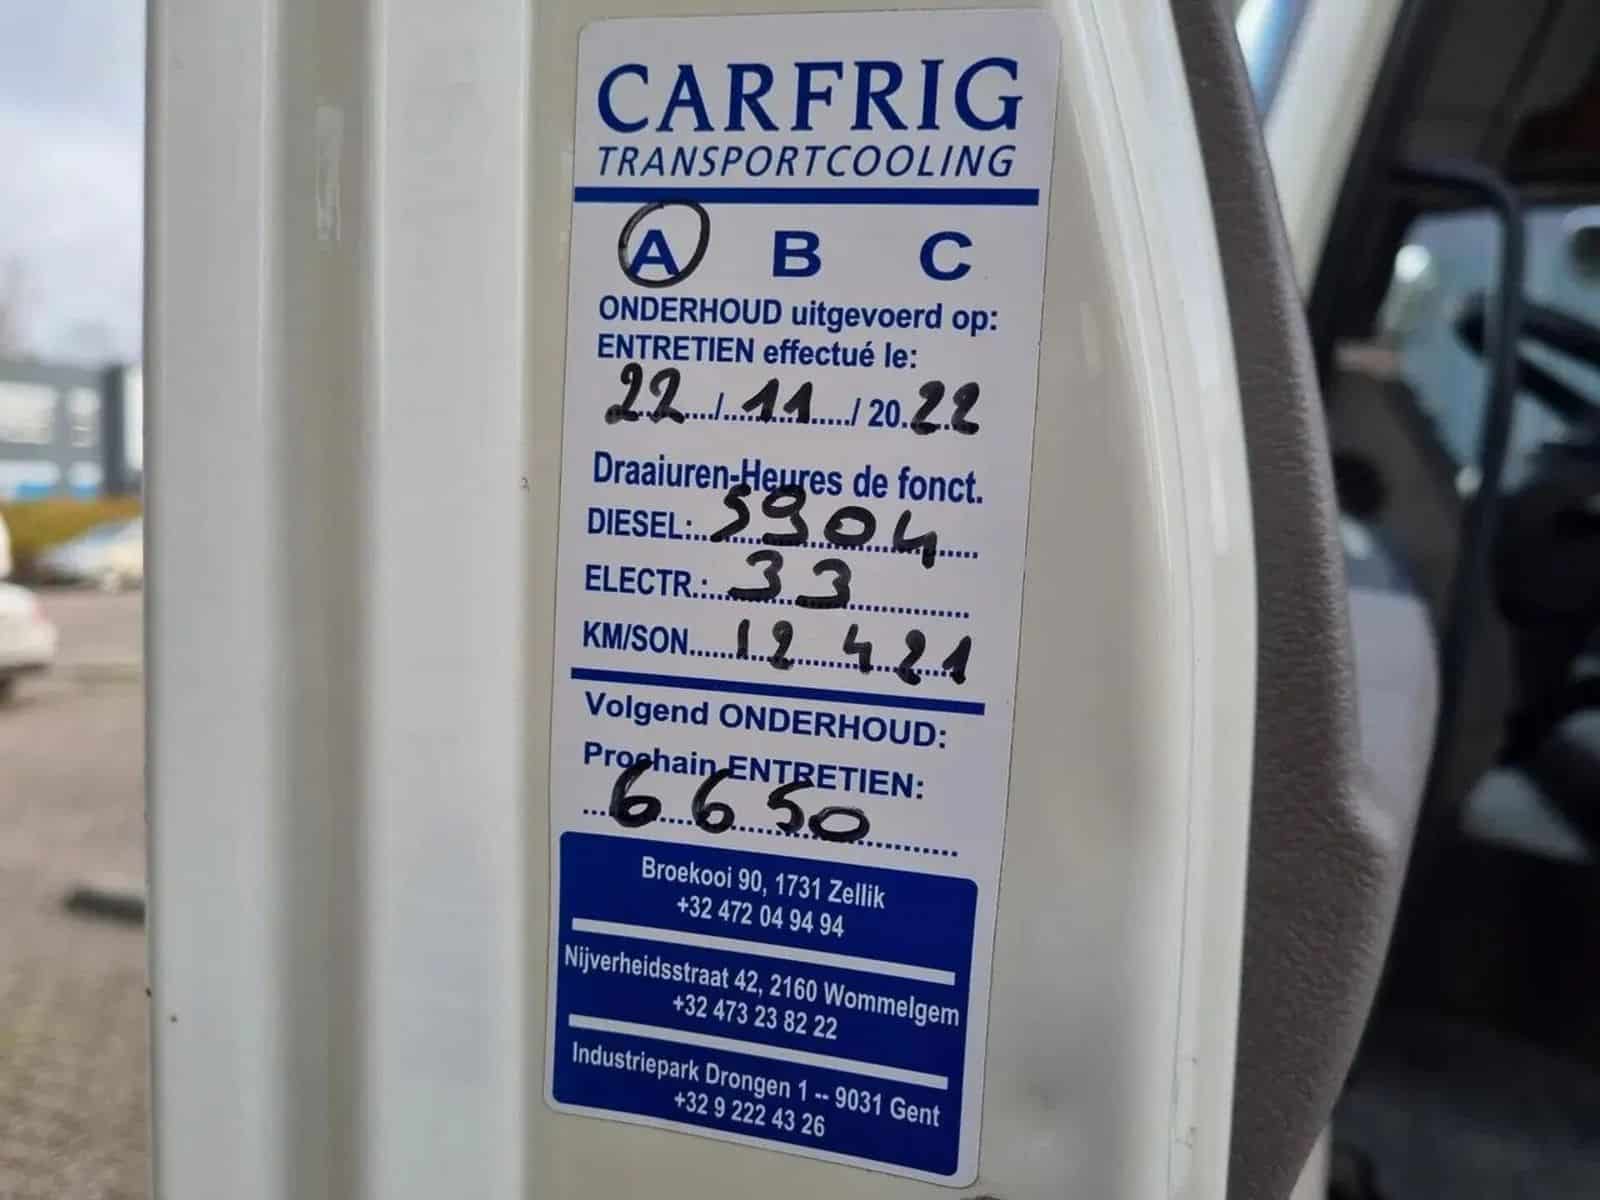 CARFRIG
TRANSPORTCOOLING
A B C
ONDERHOUD uitgevoerd op:
ENTRETIEN effectué le:
22/11/2022
Draaiuren-Heures de fonct.
DIESEL: 5904
ELECTR.: 33
KM/SON 12 421
Volgend ONDERHOUD:
Prochain ENTRETIEN:
6650
Broekooi 90, 1731 Zellik
+32 472 04 94 94
Nijverheidsstraat 42, 2160 Wommelgem
+32 473 23 82 22
Industriepark Drongen 1 -- 9031 Gent
+32 9 222 43 26